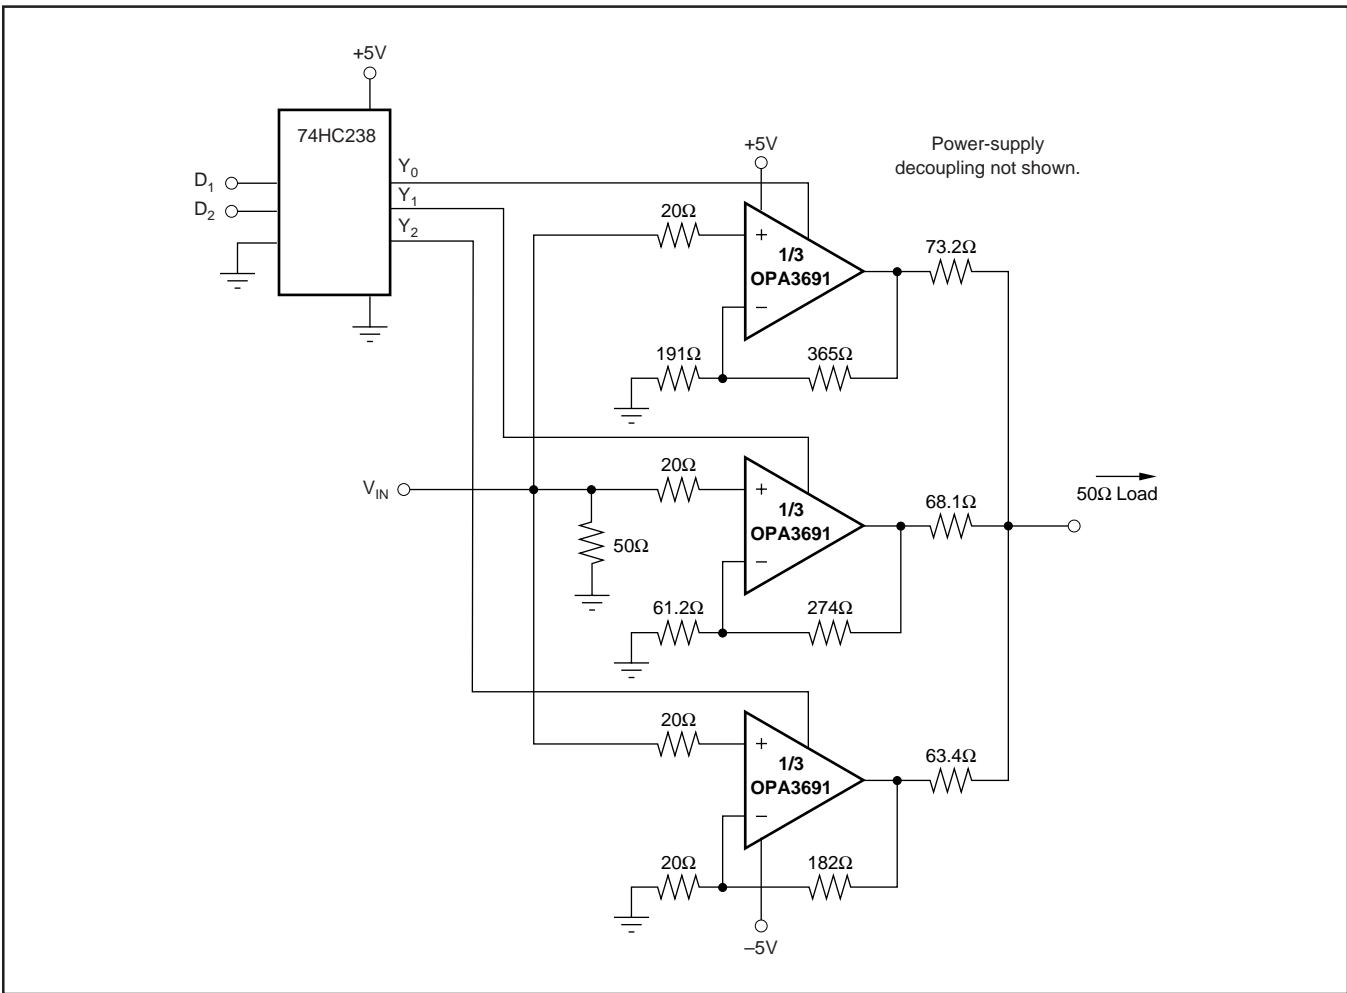 +5V
74HC238
D1
D2
Y0
Y1
Y2
+5V
Power-supply
decoupling not shown.
20Ω
+
1/3
OPA3691
−
73.2Ω
191Ω
365Ω
VIN
50Ω
20Ω
+
1/3
OPA3691
−
68.1Ω
50Ω Load
61.2Ω
274Ω
20Ω
+
1/3
OPA3691
−
63.4Ω
20Ω
182Ω
–5V